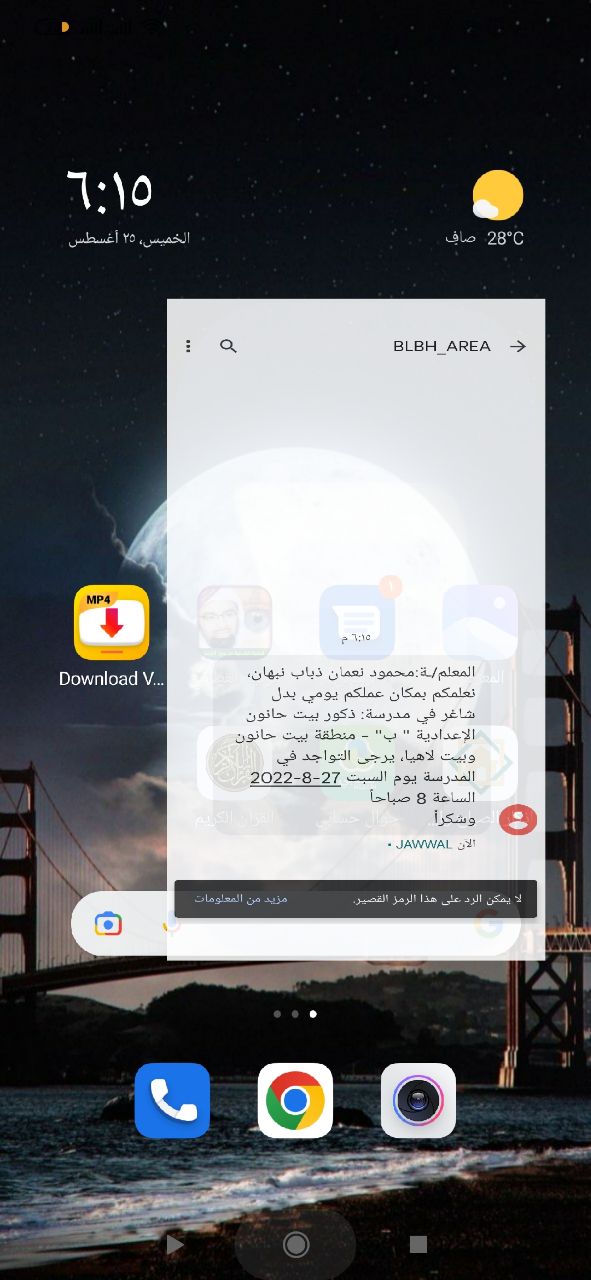 ٦:١٥
الخميس، ٢٥ أغسطس
28°C صافٍ
BLBH_AREA
MP4
Download V...
١
٦:١٥ م
المعلم/ـة:محمود نعمان ذباب نبهان،
نعلمكم بمكان عملكم يومي بدل
شاغر في مدرسة: ذكور بيت حانون
الإعدادية " ب" - منطقة بيت حانون
وبيت لاهيا، يرجى التواجد في
المدرسة يوم السبت 27-8-2022
الساعة 8 صباحاً
وشكراً.
القرآن الكريم
جوال حسابي
الآن JAWWAL •
لا يمكن الرد على هذا الرمز القصير.
مزيد من المعلومات